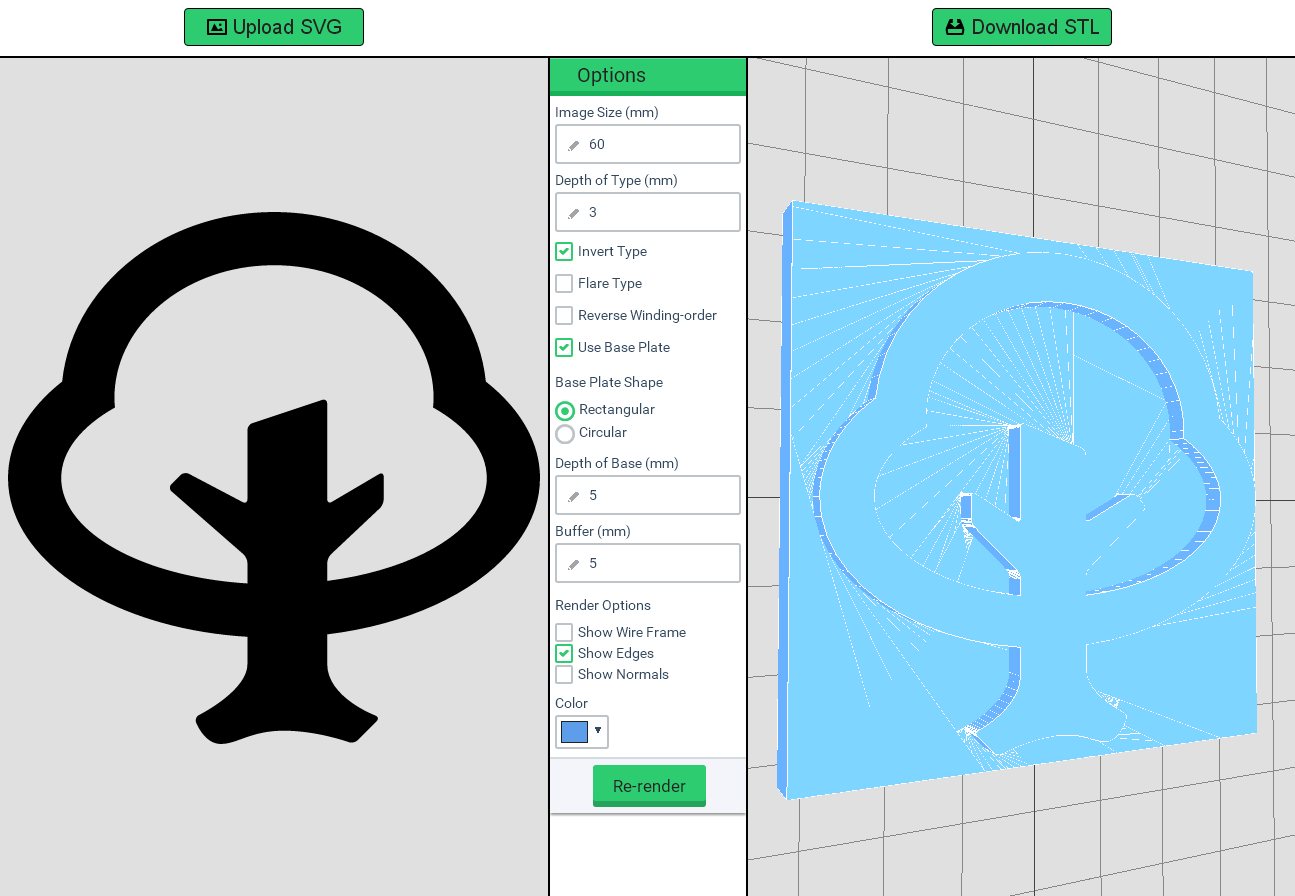 Upload SVG
Download STL
Options
Image Size (mm)
60
Depth of Type (mm)
3
Invert Type
Flare Type
Reverse Winding-order
Use Base Plate
Base Plate Shape
Rectangular
Circular
Depth of Base (mm)
5
Buffer (mm)
5
Render Options
Show Wire Frame
Show Edges
Show Normals
Color
Re-render